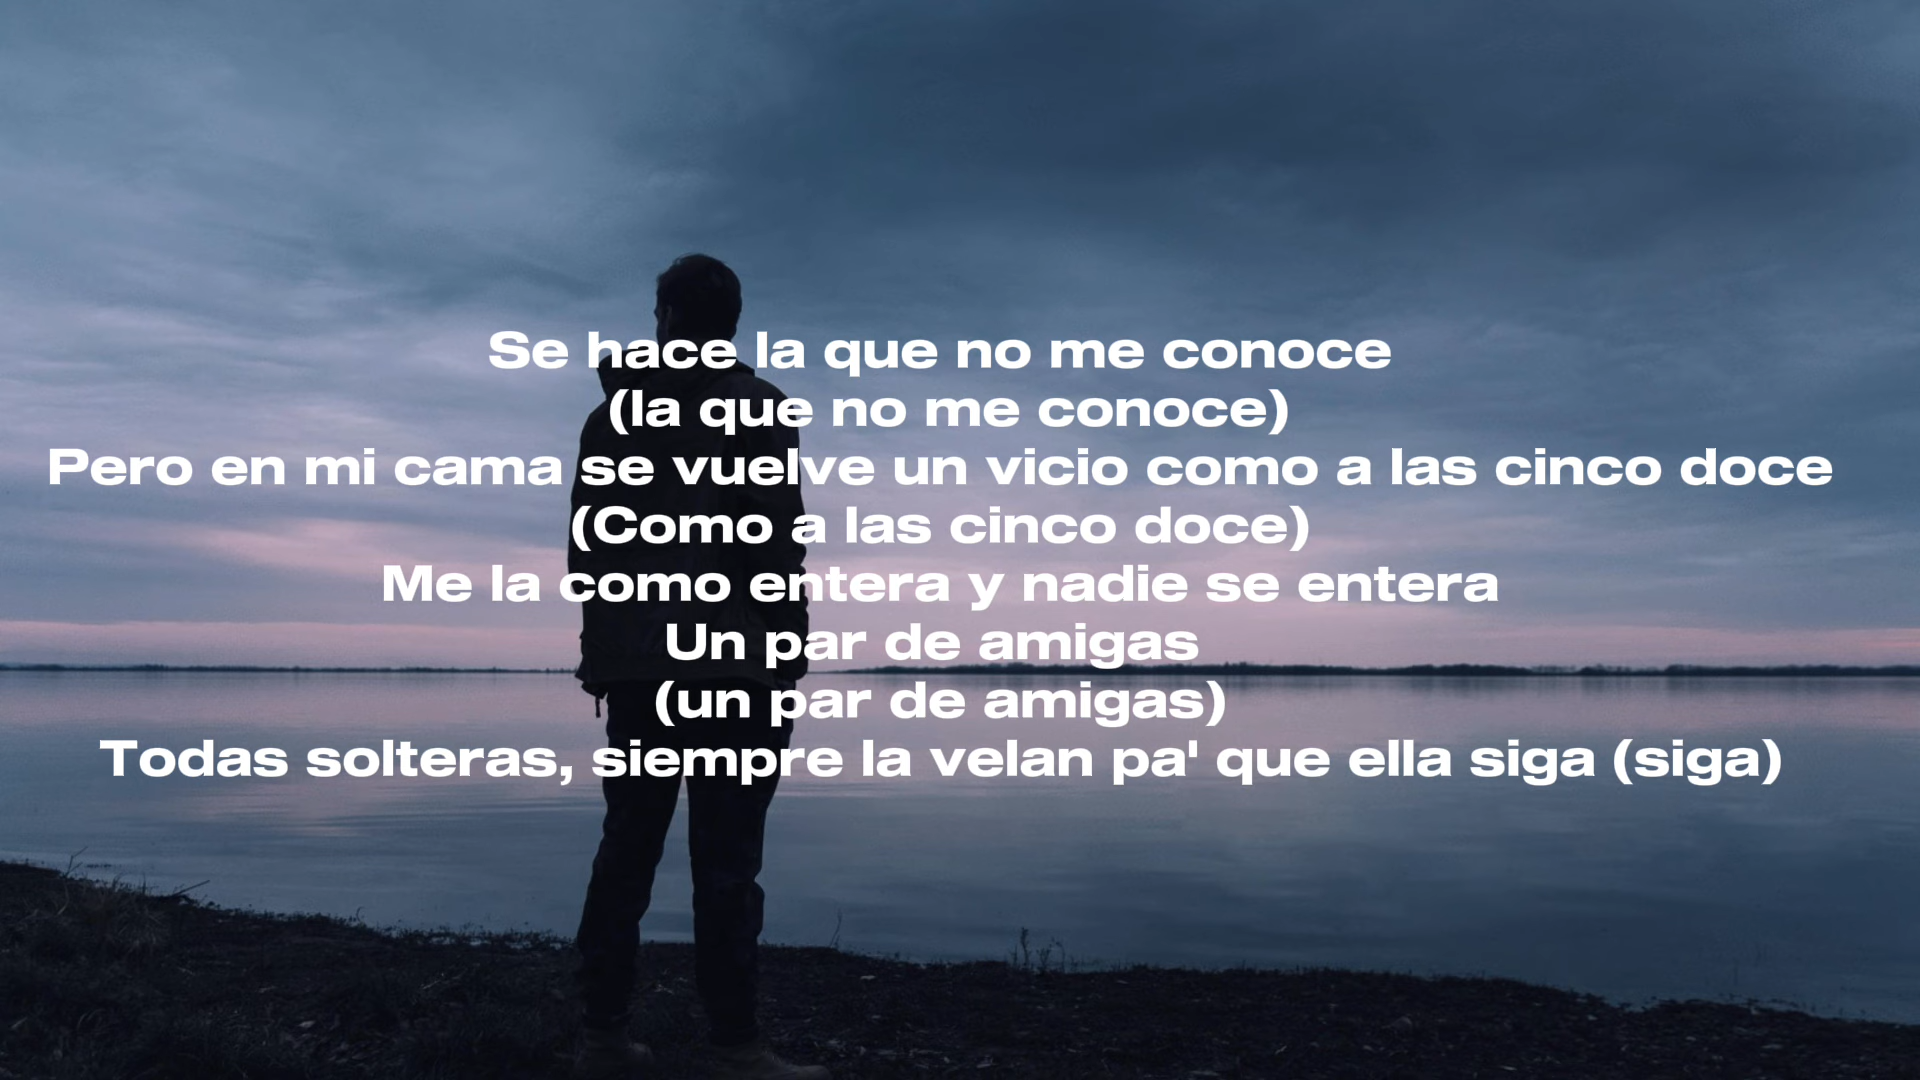 Se hace la que no me conoce
(la que no me conoce)
Pero en mi cama se vuelve un vicio como a las cinco doce
(Como a las cinco doce)
Me la como entera y nadie se entera
Un par de amigas
(un par de amigas)
Todas solteras, siempre la velan pa' que ella siga (siga)